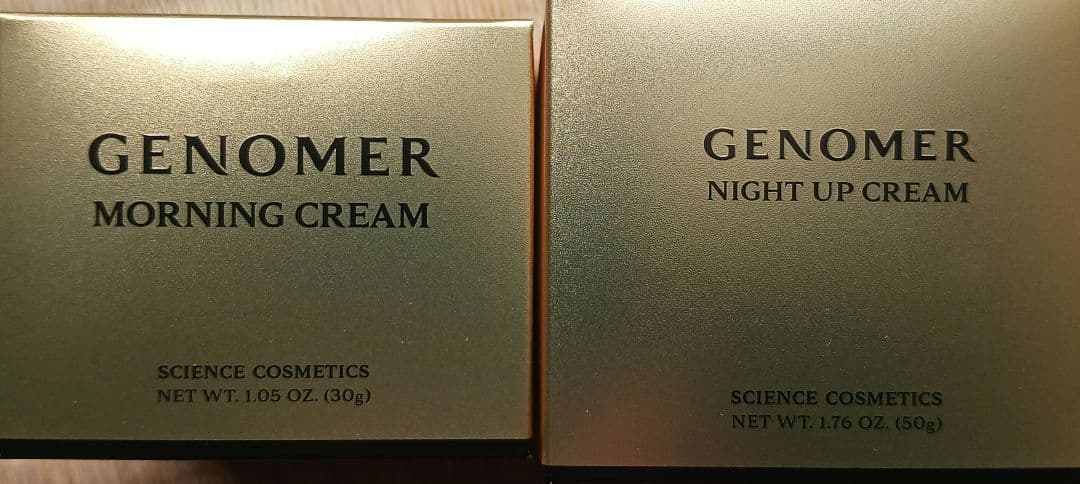 GENOMER
MORNING CREAM
SCIENCE COSMETICS
NET WT. 1.05 OZ. (30g)
GENOMER
NIGHT UP CREAM
SCIENCE COSMETICS
NET WT. 1.76 OZ. (50g)